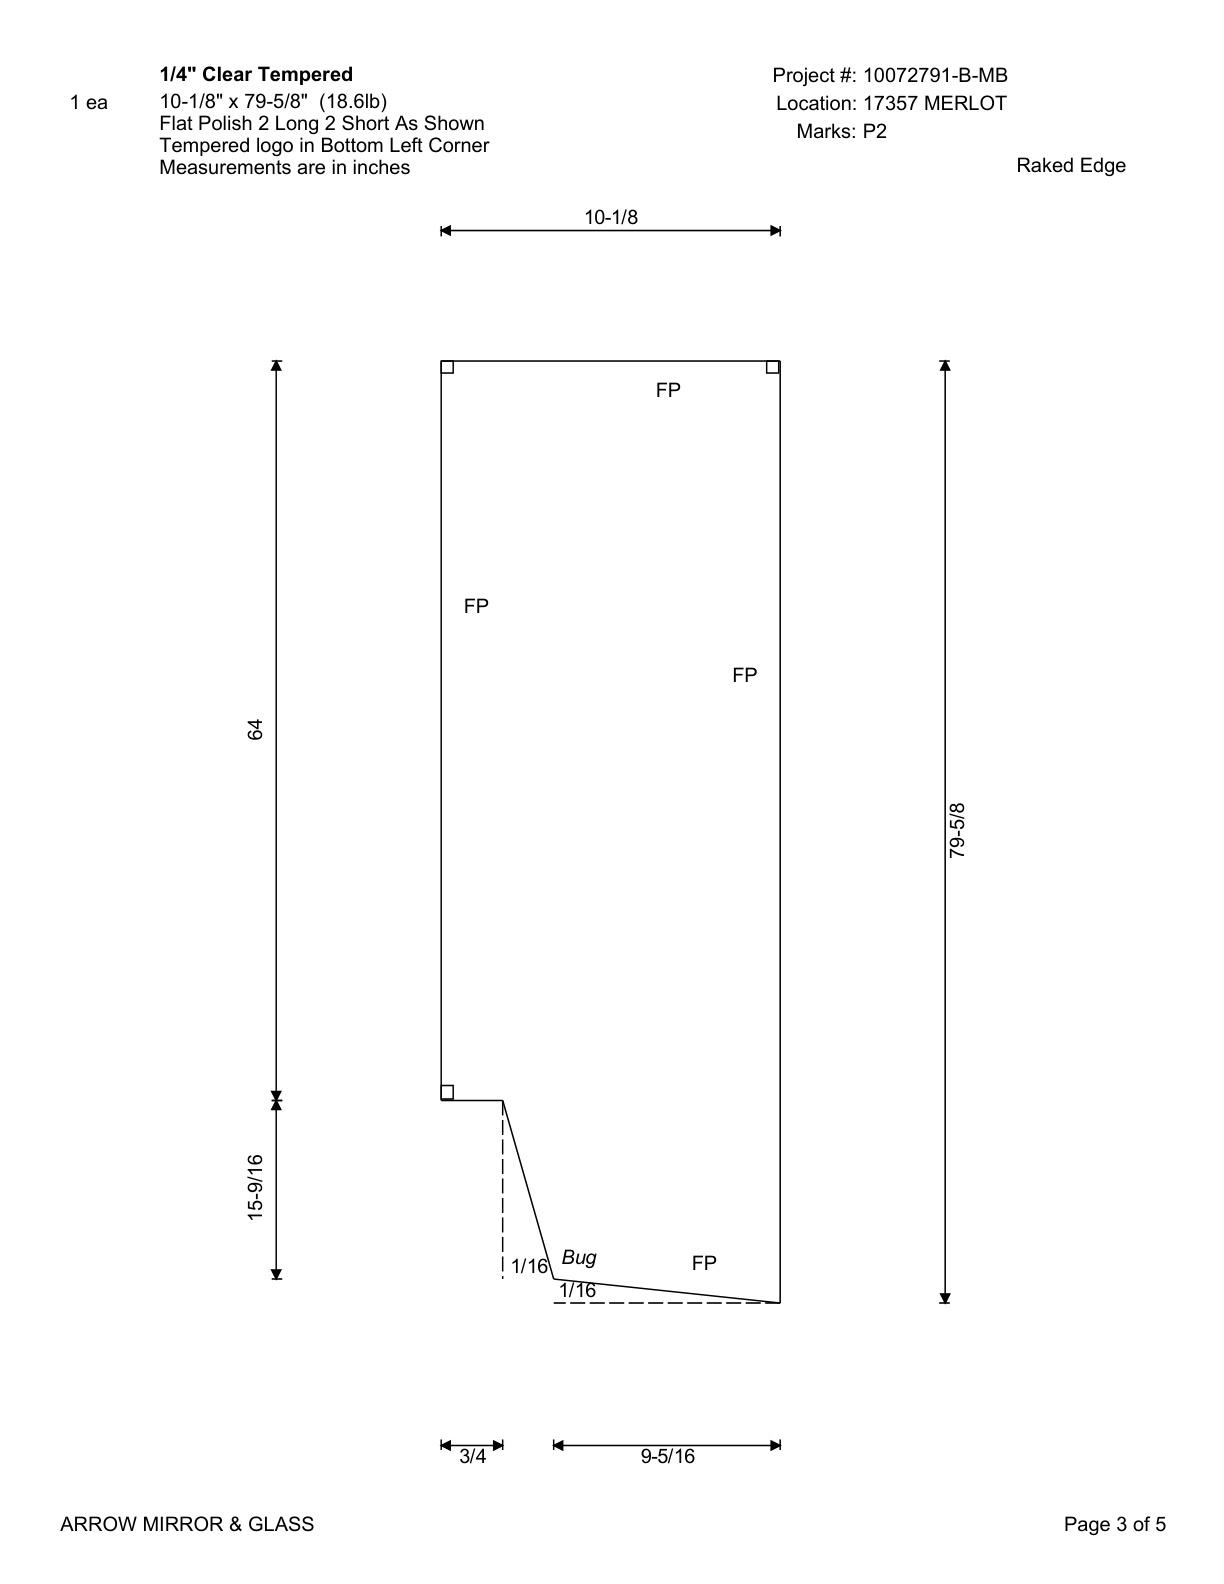 1/4" Clear Tempered
1 ea
10-1/8" x 79-5/8" (18.6lb)
Flat Polish 2 Long 2 Short As Shown
Tempered logo in Bottom Left Corner
Measurements are in inches
Project #: 10072791-B-MB
Location: 17357 MERLOT
Marks: P2
Raked Edge
10-1/8
FP
FP
FP
64
79-5/8
15-9/16
1/16
Bug
FP
1/16
3/4
9-5/16
ARROW MIRROR & GLASS
Page 3 of 5